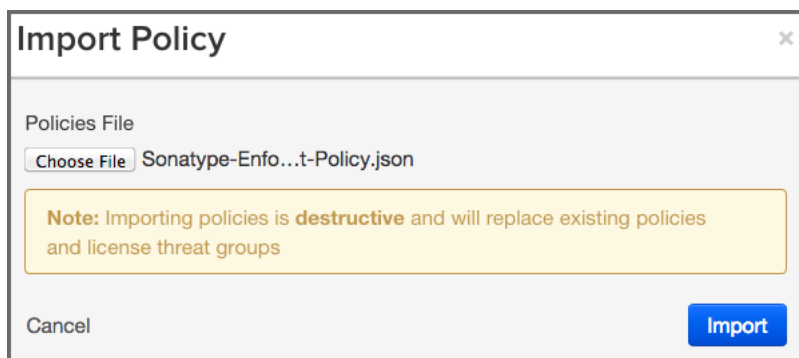 Import Policy
×
Policies File
Choose File Sonatype-Enfo...t-Policy.json
Note: Importing policies is destructive and will replace existing policies
and license threat groups
Cancel Import